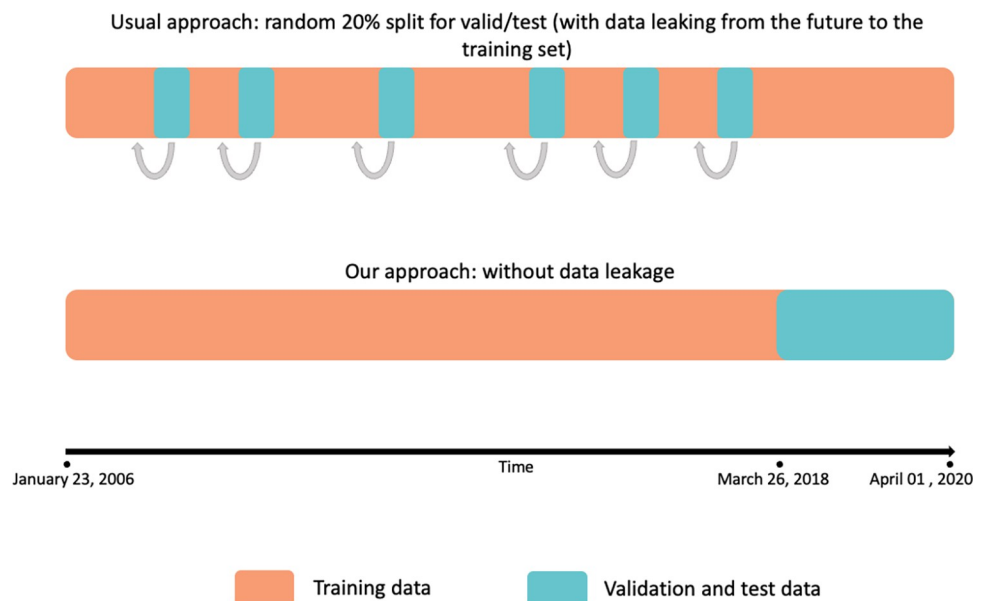 Usual approach: random 20% split for valid/test (with data leaking from the future to the
training set)
Our approach: without data leakage
Time
January 23, 2006
March 26, 2018
April 01 , 2020
Training data
Validation and test data